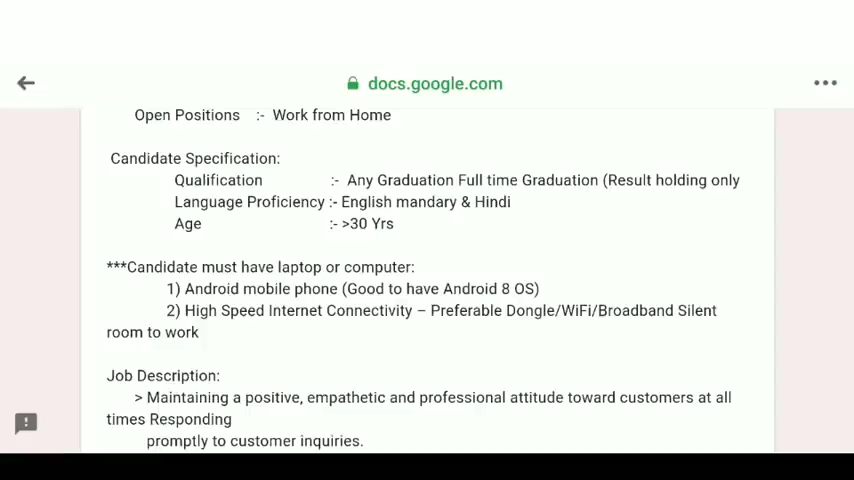 docs.google.com
Open Positions :- Work from Home
Candidate Specification:
Qualification :- Any Graduation Full time Graduation (Result holding only
Language Proficiency :- English mandary & Hindi
Age :- >30 Yrs
***Candidate must have laptop or computer:
1) Android mobile phone (Good to have Android 8 OS)
2) High Speed Internet Connectivity – Preferable Dongle/WiFi/Broadband Silent
room to work
Job Description:
> Maintaining a positive, empathetic and professional attitude toward customers at all
times Responding
promptly to customer inquiries.